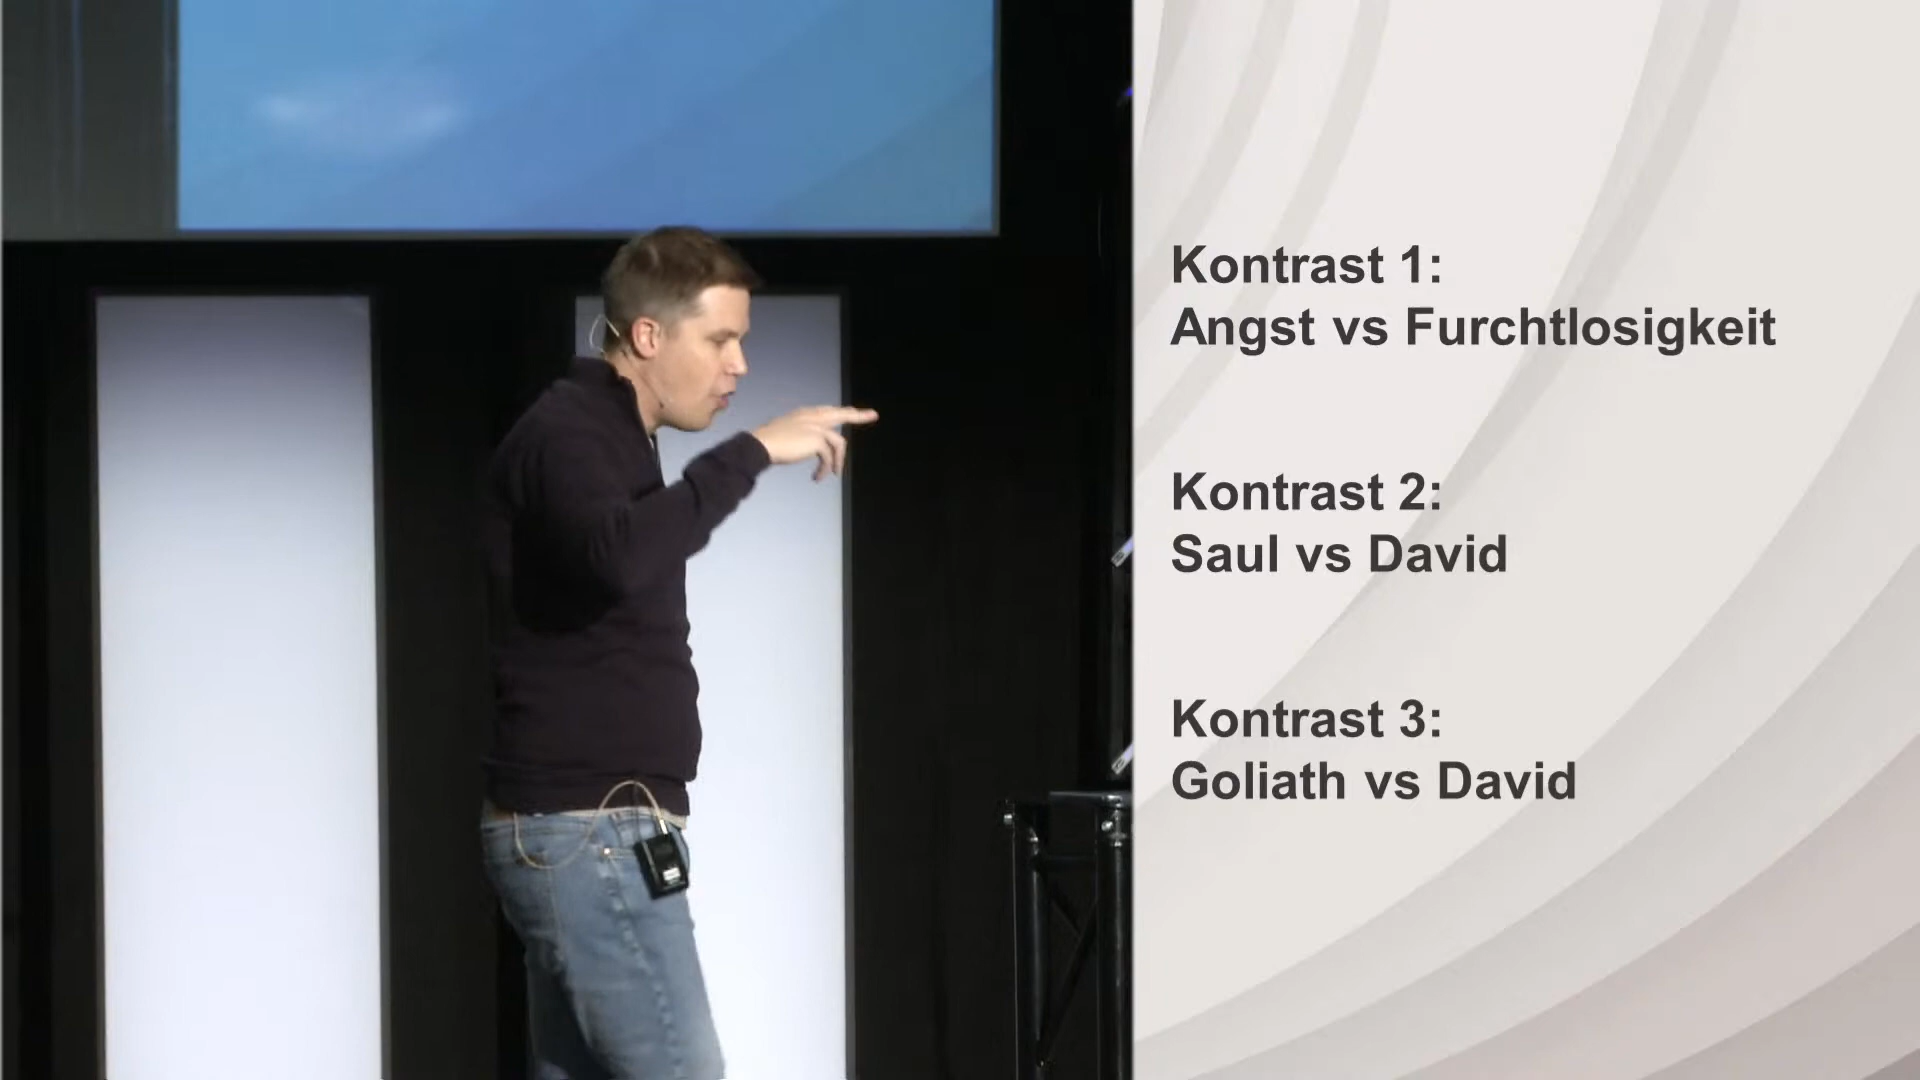 Kontrast 1:
Angst vs Furchtlosigkeit
Kontrast 2:
Saul vs David
Kontrast 3:
Goliath vs David